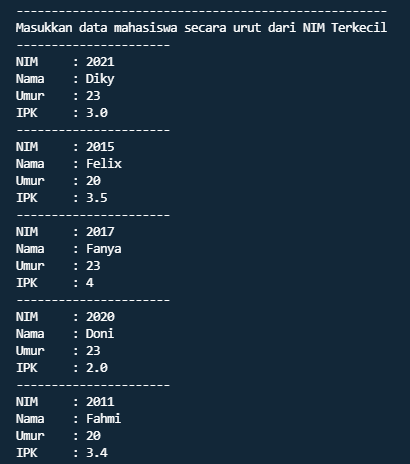 -----------------------------------------------------
Masukkan data mahasiswa secara urut dari NIM Terkecil
----------------------
NIM     : 2021
Nama    : Diky
Umur    : 23
IPK     : 3.0
----------------------
NIM     : 2015
Nama    : Felix
Umur    : 20
IPK     : 3.5
----------------------
NIM     : 2017
Nama    : Fanya
Umur    : 23
IPK     : 4
----------------------
NIM     : 2020
Nama    : Doni
Umur    : 23
IPK     : 2.0
----------------------
NIM     : 2011
Nama    : Fahmi
Umur    : 20
IPK     : 3.4